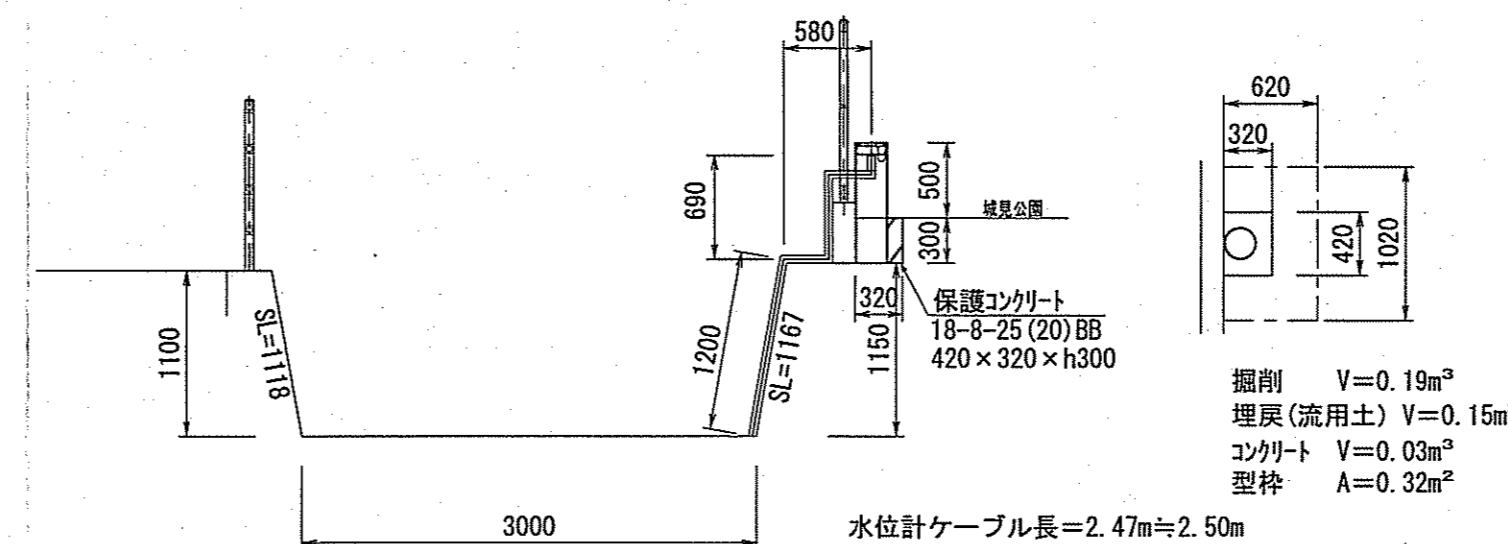 580
690
500
城見公園
300
320
保護コンクリート
18-8-25(20)BB
420×320×h300
1100
SL=1118
1200
SL=1167
1150
3000
水位計ケーブル長=2.47m≒2.50m
620
320
420
1020
掘削 V=0.19m³
埋戻(流用土) V=0.15m
コンクリート V=0.03m³
型枠 A=0.32m²